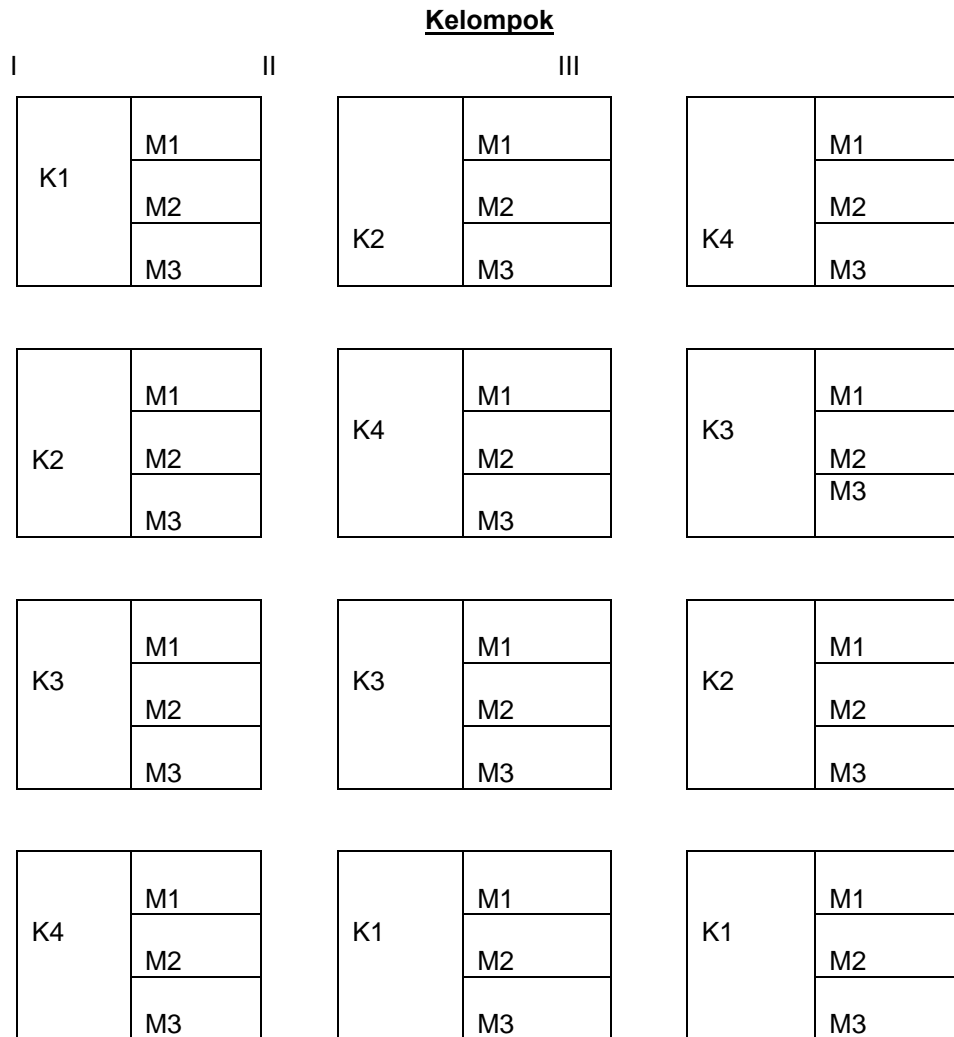 Kelompok
I II III
M1 M1 M1
K1
M2 M2 M2
K2 K4
M3 M3 M3
M1 M1 M1
K4 K3
K2 M2 M2 M2
M3
M3 M3
M1 M1 M1
K3 K3 K2
M2 M2 M2
M3 M3 M3
M1 M1 M1
K4 K1 K1
M2 M2 M2
M3 M3 M3